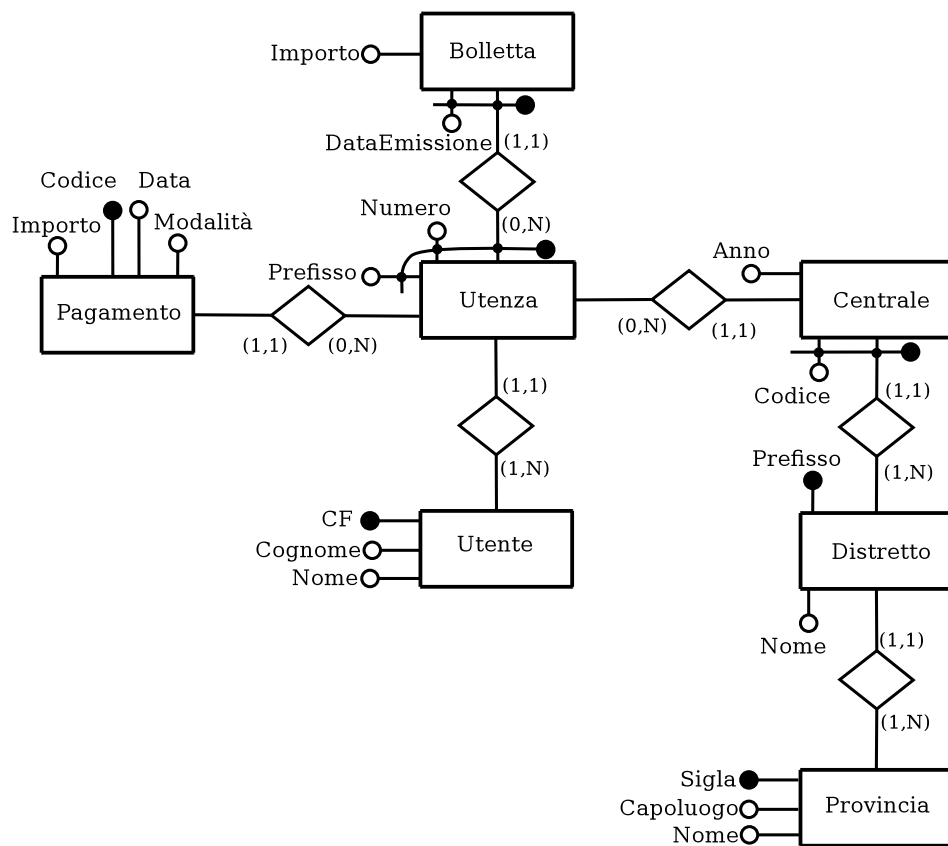 Importo
Bolletta
DataEmissione
(1,1)
Codice
Data
Importo
Modalità
Numero
(0,N)
Prefisso
Pagamento
(1,1)
(0,N)
Utenza
(0,N)
(1,1)
Anno
Centrale
Codice
(1,1)
(1,1)
(1,N)
Prefisso
(1,N)
CF
Cognome
Nome
Utente
Distretto
Nome
(1,1)
(1,N)
Sigla
Capoluogo
Nome
Provincia